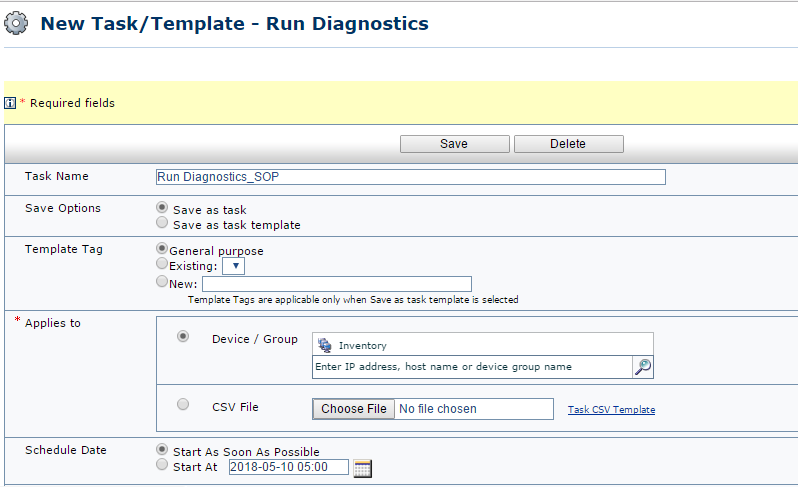 New Task/Template - Run Diagnostics
* Required fields
Save Delete
Task Name Run Diagnostics_SOP
Save Options Save as task
Save as task template
Template Tag General purpose
Existing:
New:
Template Tags are applicable only when Save as task template is selected
* Applies to
Device / Group Inventory
Enter IP address, host name or device group name
CSV File Choose File No file chosen Task CSV Template
Schedule Date Start As Soon As Possible
Start At 2018-05-10 05:00